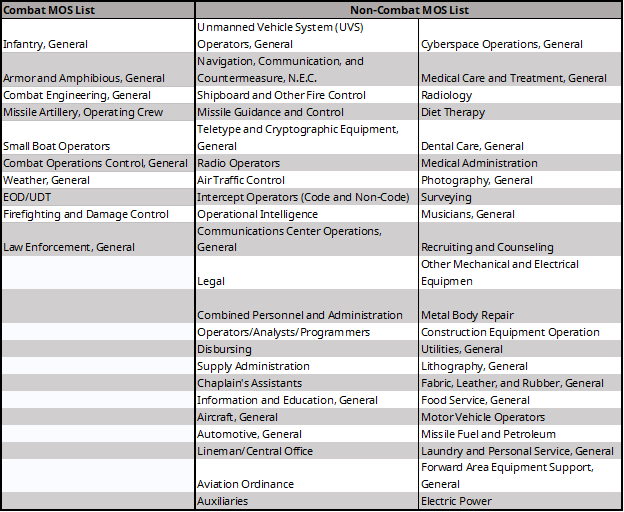 Combat MOS List
Non-Combat MOS List
Infantry, General
Unmanned Vehicle System (UVS)
Operators, General
Cyberspace Operations, General
Armor and Amphibious, General
Navigation, Communication, and
Countermeasure, N.E.C.
Medical Care and Treatment, General
Combat Engineering, General
Shipboard and Other Fire Control
Radiology
Missile Artillery, Operating Crew
Missile Guidance and Control
Diet Therapy
Small Boat Operators
Teletype and Cryptographic Equipment,
General
Dental Care, General
Combat Operations Control, General
Radio Operators
Medical Administration
Weather, General
Air Traffic Control
Photography, General
EOD/UDT
Intercept Operators (Code and Non-Code)
Surveying
Firefighting and Damage Control
Operational Intelligence
Musicians, General
Law Enforcement, General
Communications Center Operations,
General
Recruiting and Counseling
Legal
Other Mechanical and Electrical
Equipmen
Combined Personnel and Administration
Metal Body Repair
Operators/Analysts/Programmers
Construction Equipment Operation
Disbursing
Utilities, General
Supply Administration
Lithography, General
Chaplain's Assistants
Fabric, Leather, and Rubber, General
Information and Education, General
Food Service, General
Aircraft, General
Motor Vehicle Operators
Automotive, General
Missile Fuel and Petroleum
Lineman/Central Office
Laundry and Personal Service, General
Aviation Ordinance
Forward Area Equipment Support,
General
Auxiliaries
Electric Power